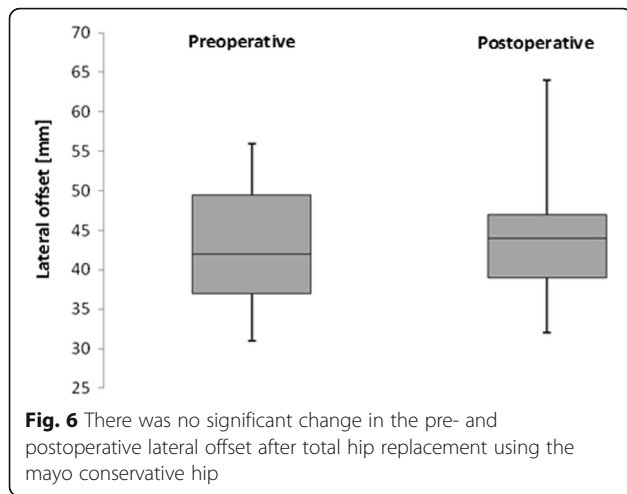 Preoperative Postoperative
70
65
60
55
50
45
40
35
30
25
Lateral offset [mm]
Fig. 6 There was no significant change in the pre- and
postoperative lateral offset after total hip replacement using the
mayo conservative hip